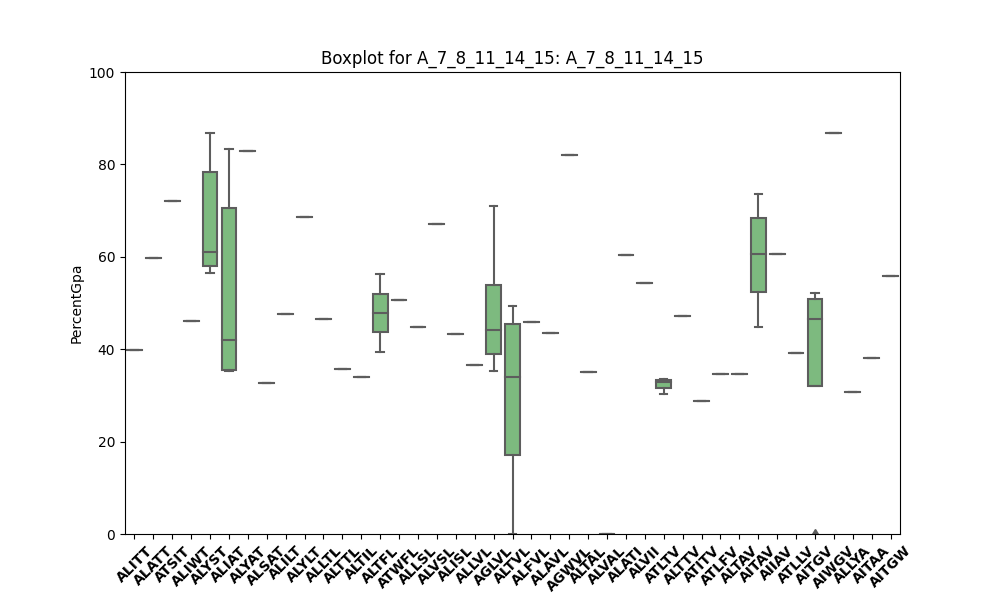 Boxplot for A_7_8_11_14_15: A_7_8_11_14_15
PercentGpa
100
80
60
40
20
0
ALITT
ALATT
ATSIT
ALIWT
ALYST
ALIAT
ALYAT
ALSAT
ALILT
ALYLT
ALLTL
ALTTL
ALTIL
ALTFL
ATWFL
ALLSL
ALVSL
ALISL
ALLVL
AGLVL
ALTVL
ALFVL
ALAVL
AGWVL
ALTAL
ALVAL
ALATI
ALVII
ATLTV
ALTTV
ATITV
ATLFV
ALTAV
AITAV
AIIAV
ATLLV
AITGV
AIWGV
ALLYA
AITAA
AITGW